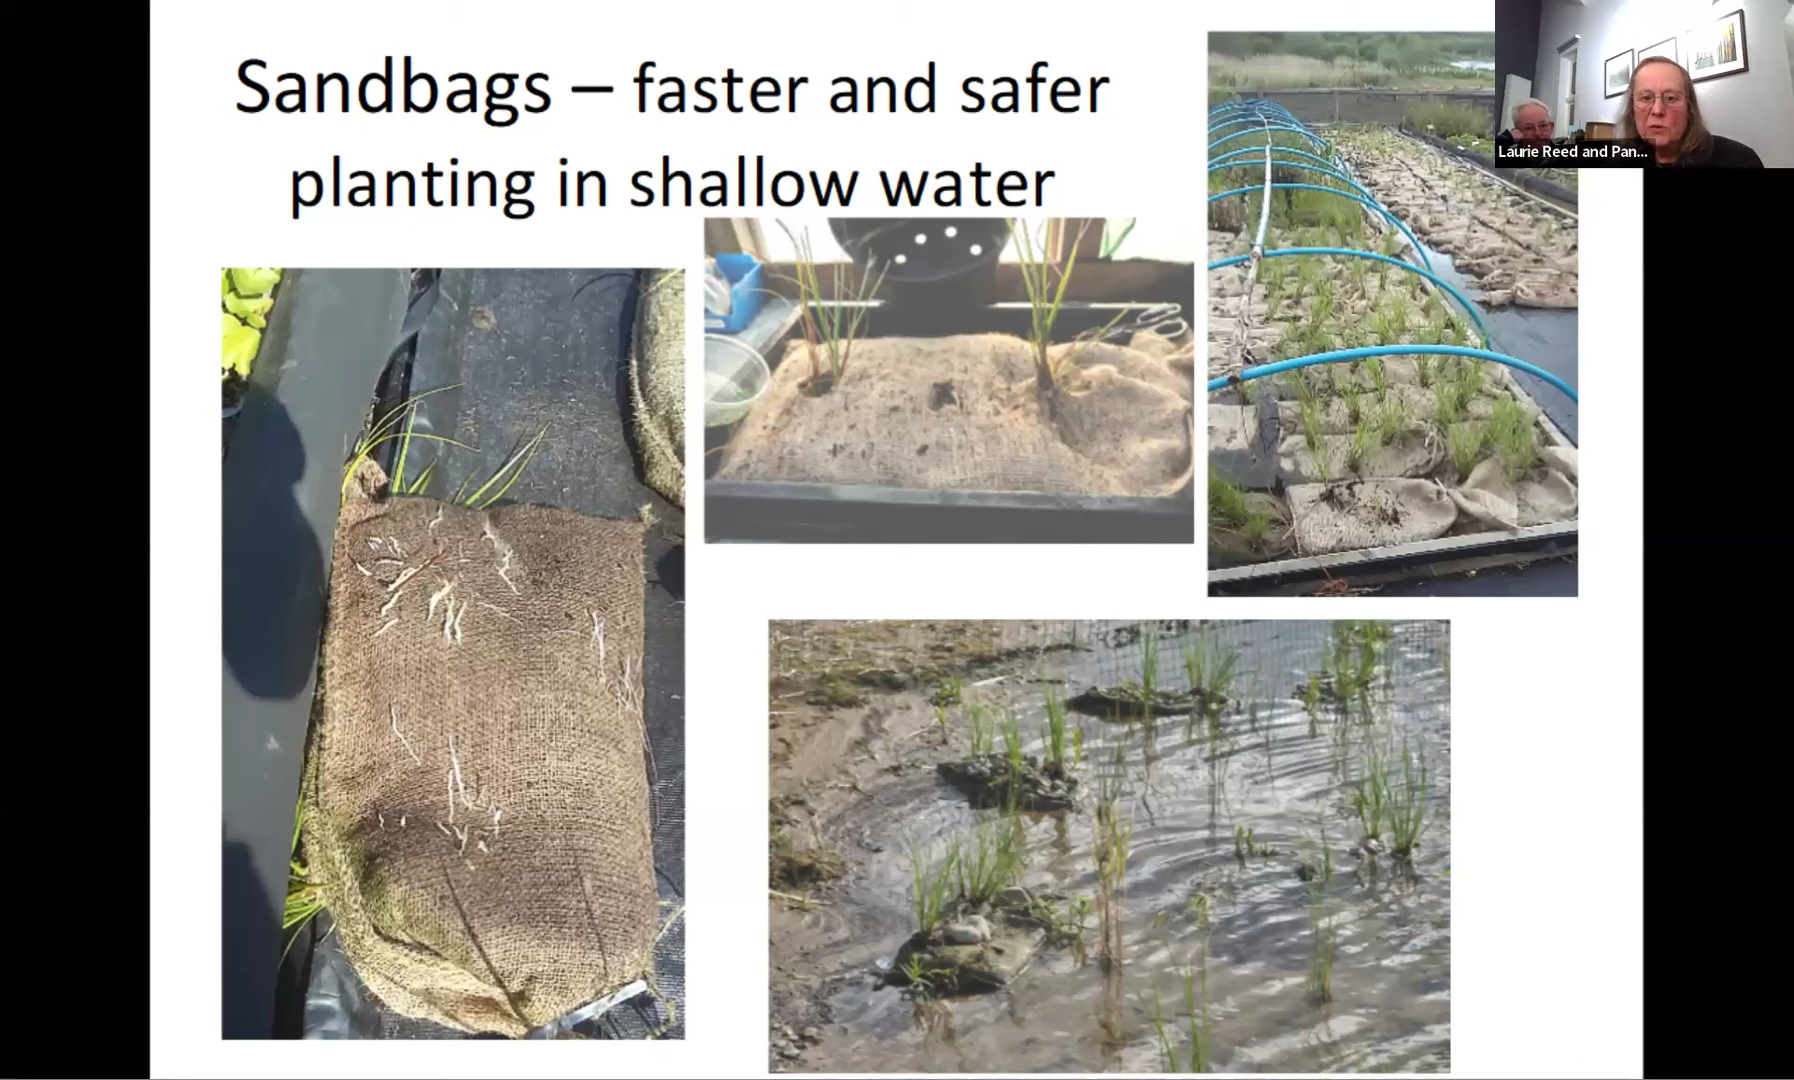 Sandbags – faster and safer
planting in shallow water
Laurie Reed and Pan...